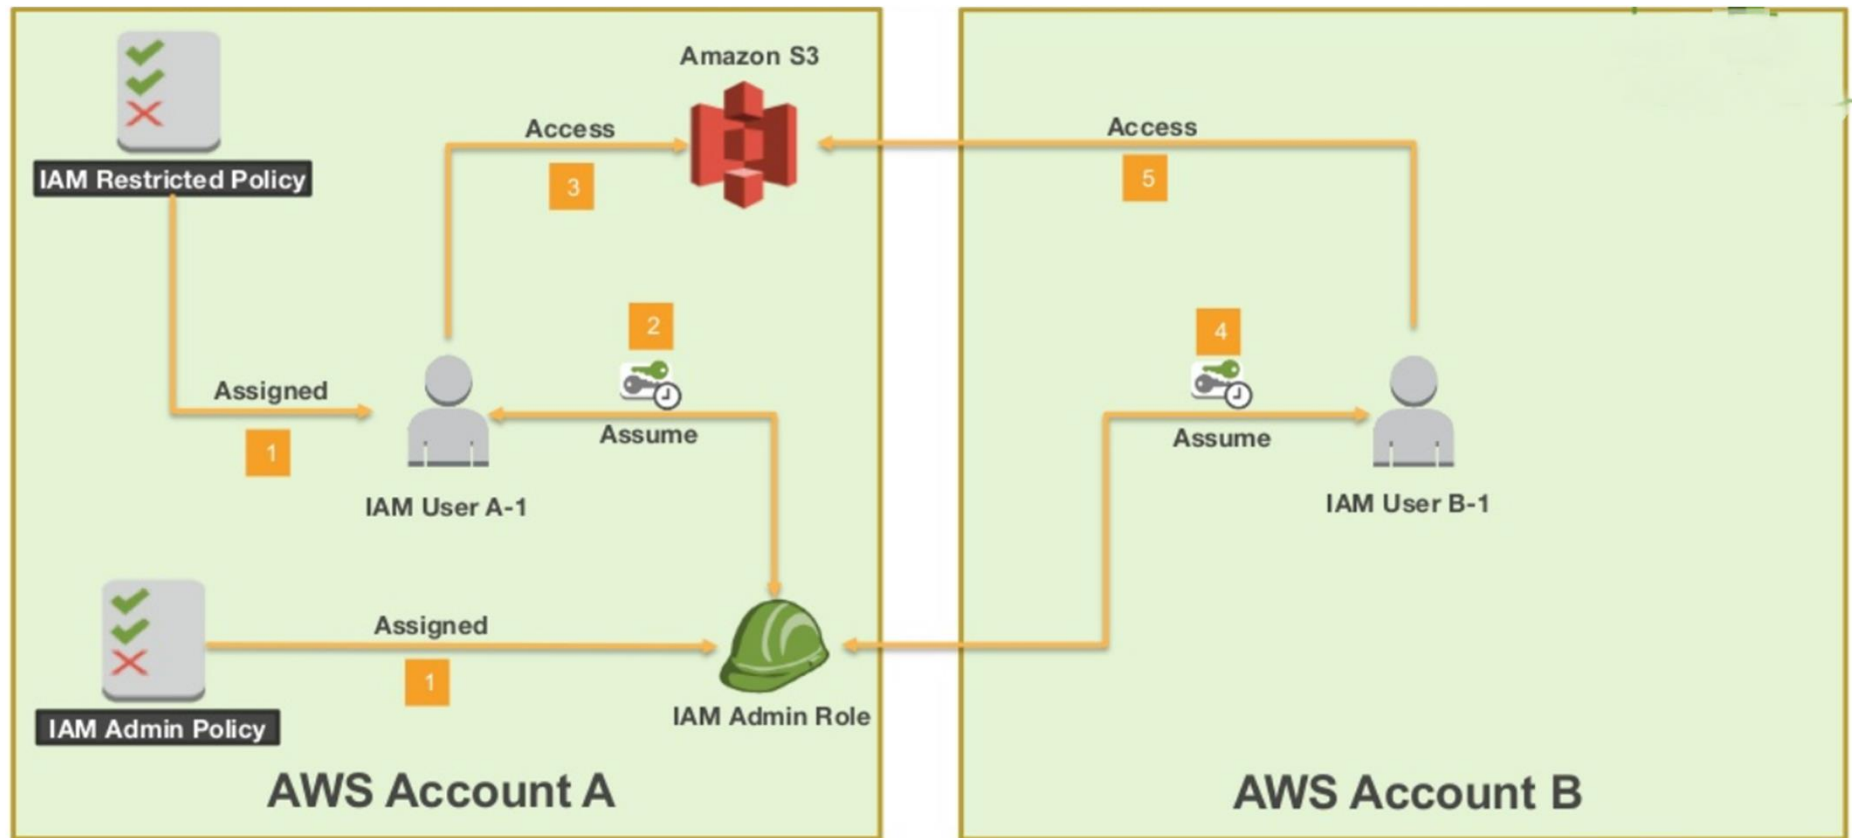 Amazon S3
Access
3
Access
5
IAM Restricted Policy
2
4
Assigned
1
Assume
Assume
IAM User A-1
IAM User B-1
Assigned
1
IAM Admin Role
IAM Admin Policy
AWS Account A
AWS Account B